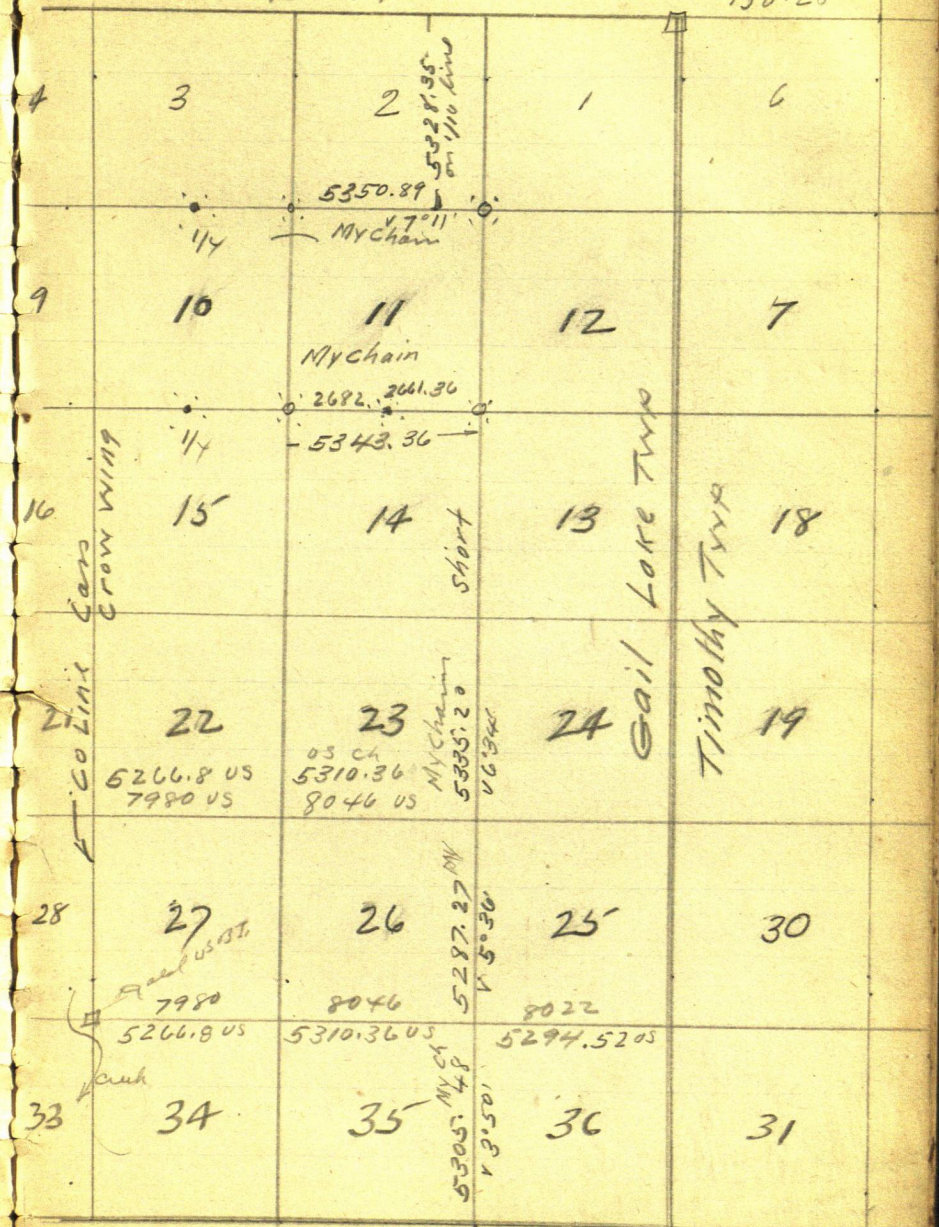 4 3 2 1 6
5328.35
on 1/16 line
5350.89
V 7°11'
My Chain
1/4
9 10 11 12 7
My Chain
2682. 2661.36
5343.36
1/4
16 15 14 13 18
Short
Co Line Cass
Crow Wing
Gail Lake Twp
Timothy Twp
21 22 23 24 19
5266.8 US
7980 US
US Ch
5310.36
8046 US
My Chain
5335.20
V 6°34'
28 27 26 25 30
5287.27 My
V 5°36'
7980 8046 8022
5266.8 US 5310.36 US 5294.52 US
33 34 35 36 31
5305.48 My Ch
V 3°50'